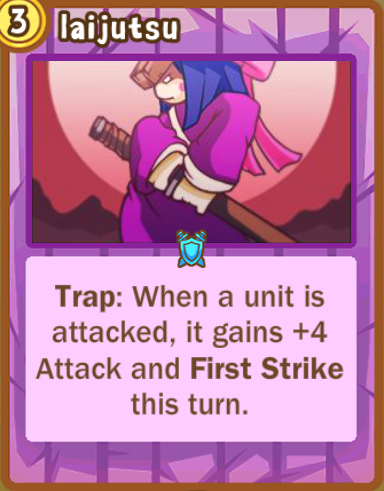 3
Iaijutsu
Trap: When a unit is
attacked, it gains +4
Attack and First Strike
this turn.